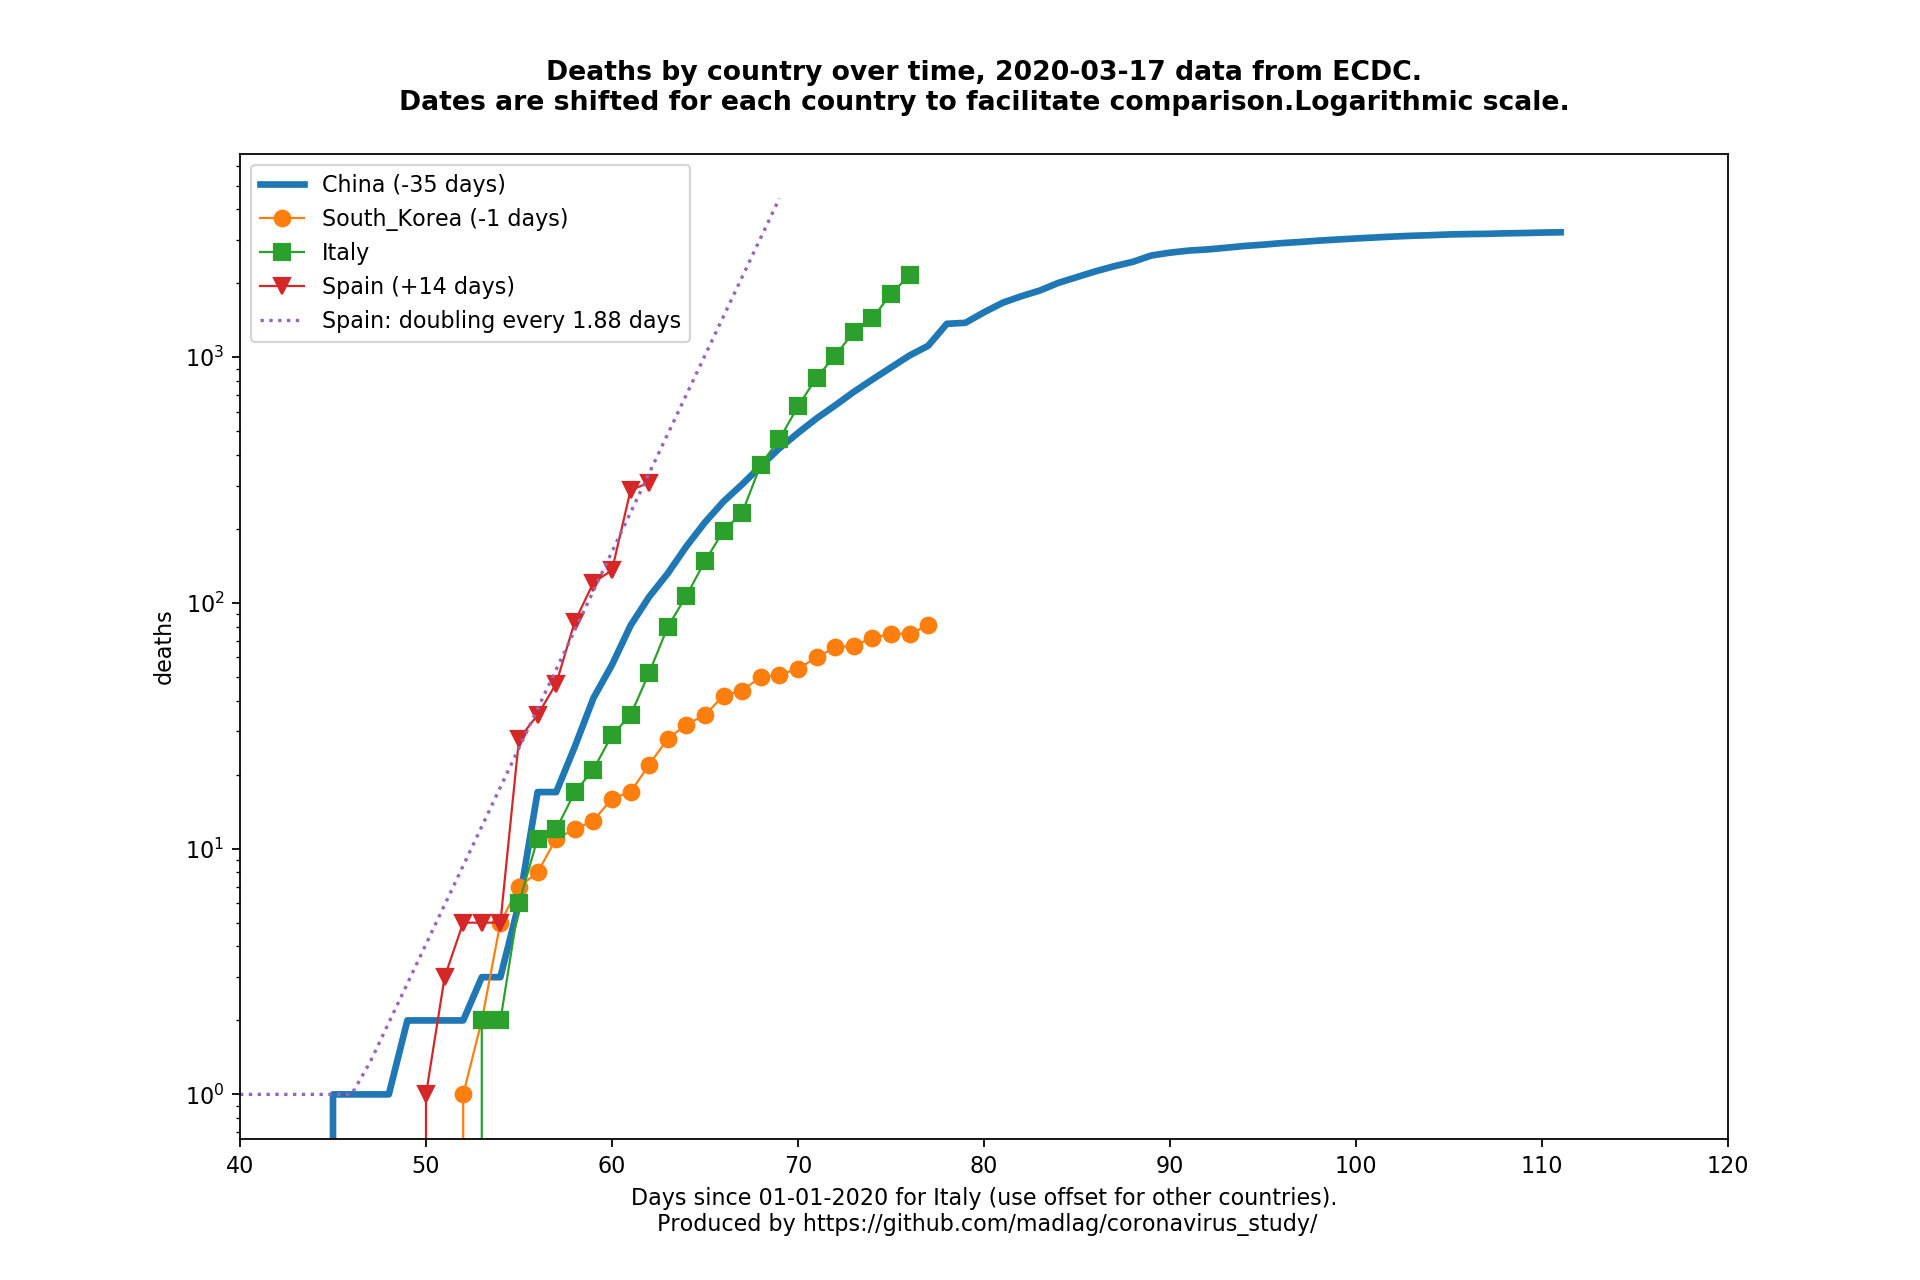 Deaths by country over time, 2020-03-17 data from ECDC.
Dates are shifted for each country to facilitate comparison.Logarithmic scale.
China (-35 days)
South_Korea (-1 days)
Italy
Spain (+14 days)
Spain: doubling every 1.88 days
10³
10²
10¹
10⁰
deaths
40 50 60 70 80 90 100 110 120
Days since 01-01-2020 for Italy (use offset for other countries).
Produced by https://github.com/madlag/coronavirus_study/